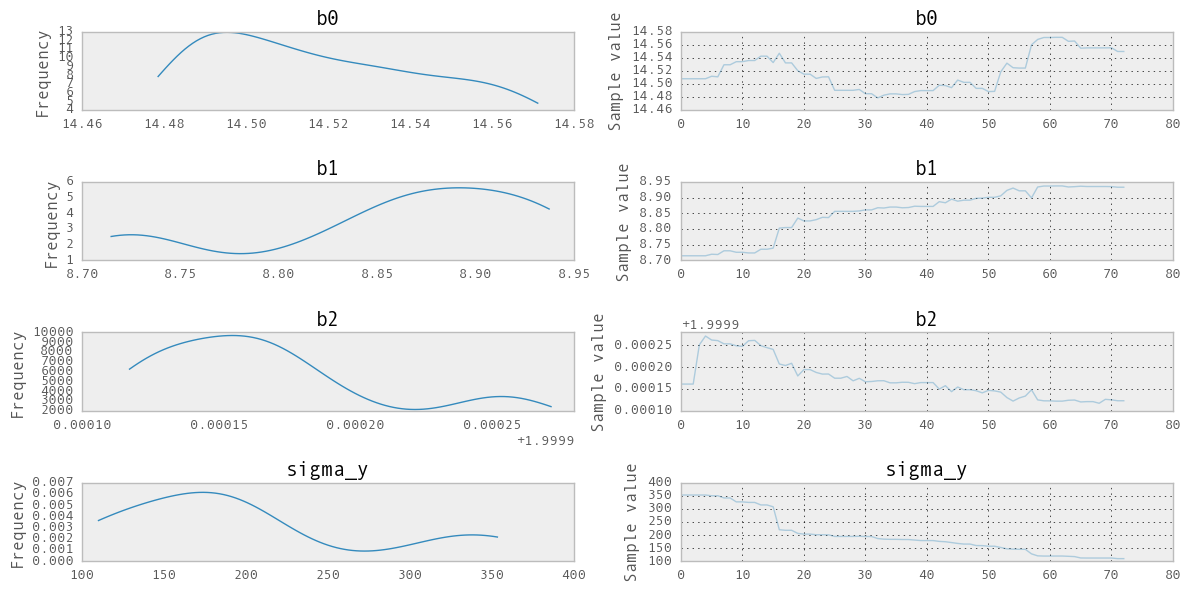 b0
Frequency
13
12
11
10
9
8
7
6
5
4
14.46 14.48 14.50 14.52 14.54 14.56 14.58
b0
Sample value
14.58
14.56
14.54
14.52
14.50
14.48
14.46
0 10 20 30 40 50 60 70 80
b1
Frequency
6
5
4
3
2
1
8.70 8.75 8.80 8.85 8.90 8.95
b1
Sample value
8.95
8.90
8.85
8.80
8.75
8.70
0 10 20 30 40 50 60 70 80
b2
Frequency
10000
9000
8000
7000
6000
5000
4000
3000
2000
0.00010 0.00015 0.00020 0.00025
+1.9999
b2
+1.9999
Sample value
0.00025
0.00020
0.00015
0.00010
0 10 20 30 40 50 60 70 80
sigma_y
Frequency
0.007
0.006
0.005
0.004
0.003
0.002
0.001
0.000
100 150 200 250 300 350 400
sigma_y
Sample value
400
350
300
250
200
150
100
0 10 20 30 40 50 60 70 80